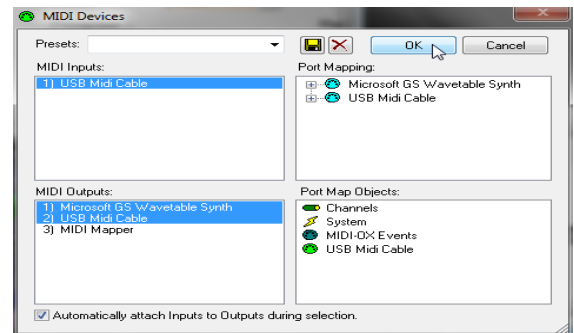 MIDI Devices
Presets:
OK
Cancel
MIDI Inputs:
1) USB Midi Cable
Port Mapping:
Microsoft GS Wavetable Synth
USB Midi Cable
MIDI Outputs:
1) Microsoft GS Wavetable Synth
2) USB Midi Cable
3) MIDI Mapper
Port Map Objects:
Channels
System
MIDI-OX Events
USB Midi Cable
Automatically attach Inputs to Outputs during selection.